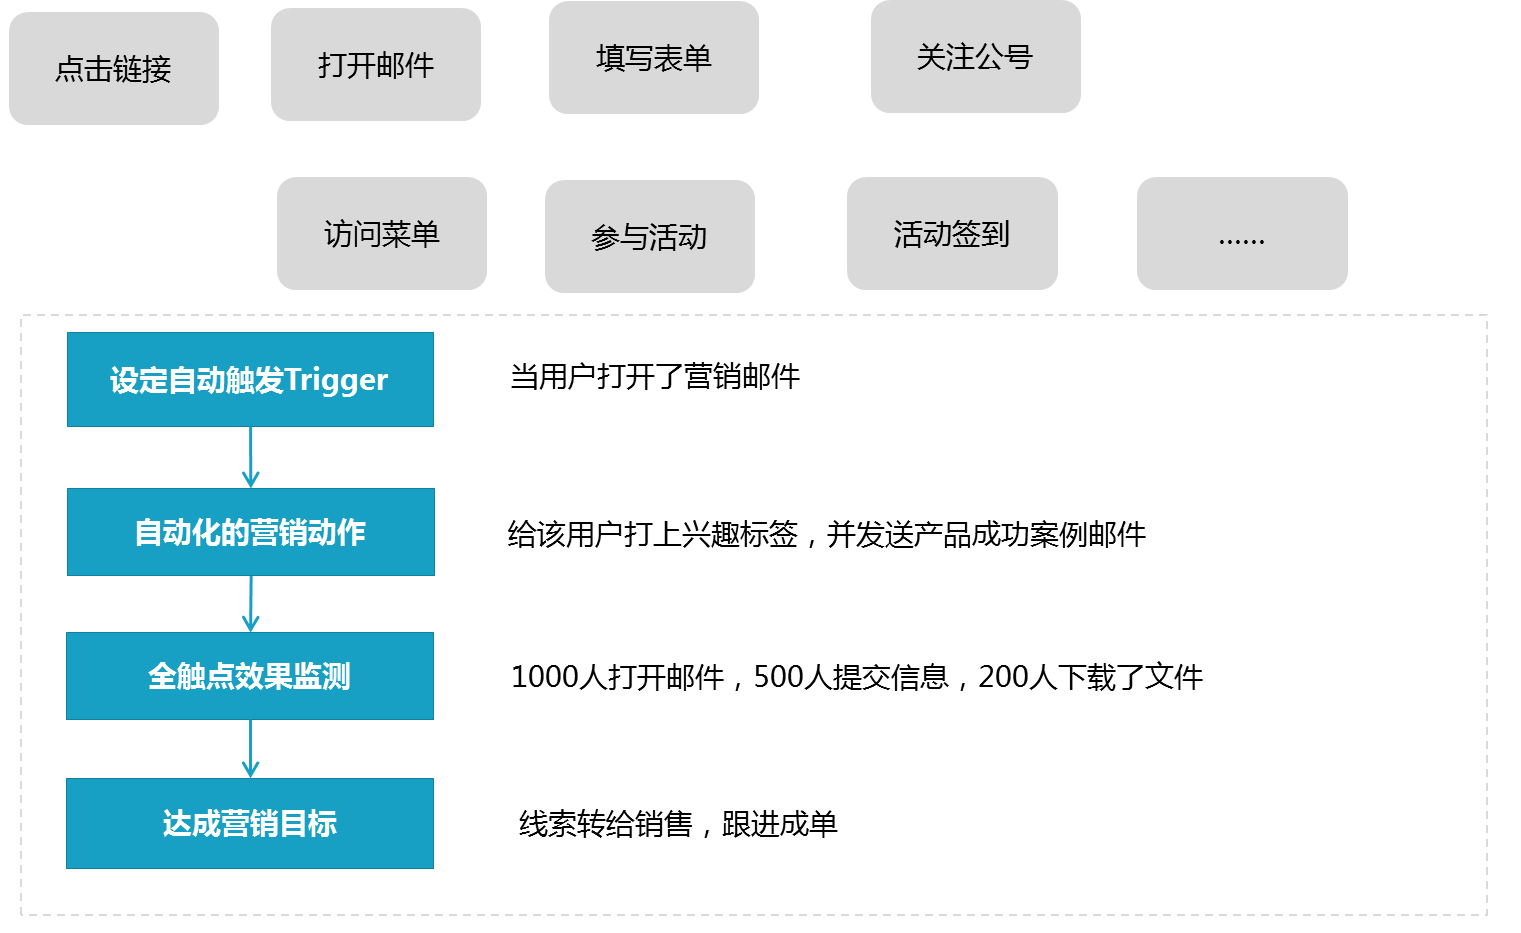 点击链接
打开邮件
填写表单
关注公号
访问菜单
参与活动
活动签到
……
设定自动触发Trigger
当用户打开了营销邮件
自动化的营销动作
给该用户打上兴趣标签，并发送产品成功案例邮件
全触点效果监测
1000人打开邮件，500人提交信息，200人下载了文件
达成营销目标
线索转给销售，跟进成单